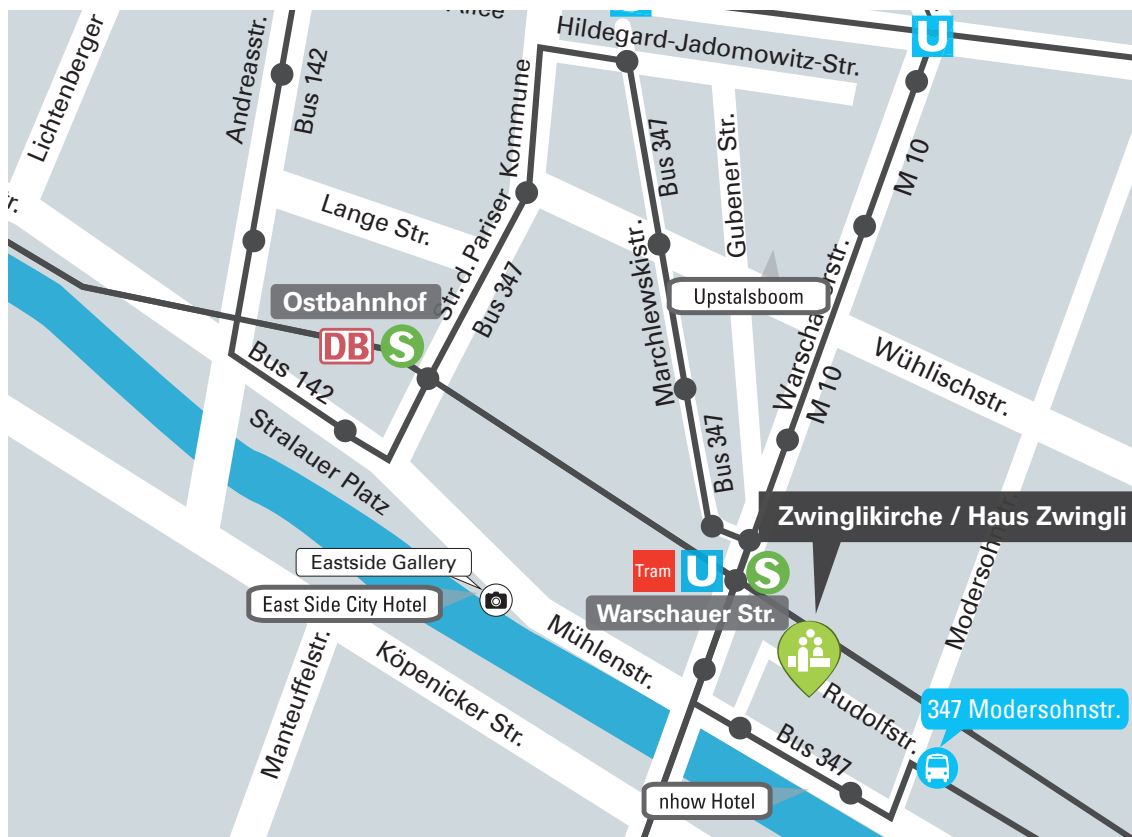 Hildegard-Jadomowitz-Str.
U
Lichtenberger
Andreasstr.
Bus 142
Str. d. Pariser Kommune
Bus 347
Gubener Str.
M 10
Lange Str.
Marchlewskistr.
Bus 347
Upstalsboom
Ostbahnhof
DB
S
Bus 142
Wühlischstr.
M 10
Stralauer Platz
Bus 347
Zwinglikirche / Haus Zwingli
Eastside Gallery
East Side City Hotel
Tram
U
S
Warschauer Str.
Modersohnstr.
Mühlenstr.
Manteuffelstr.
Köpenicker Str.
Rudolfstr.
347 Modersohnstr.
Bus 347
nhow Hotel